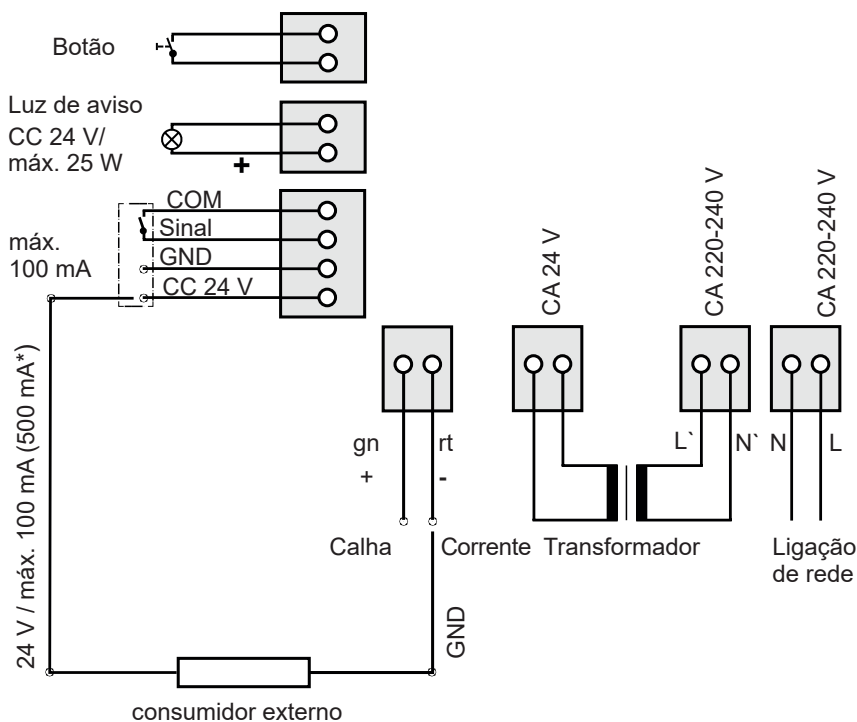 Botão
Luz de aviso
CC 24 V/
máx. 25 W
+
COM
Sinal
GND
CC 24 V
máx.
100 mA
24 V / máx. 100 mA (500 mA*)
CA 24 V
CA 220-240 V
CA 220-240 V
gn
rt
+
-
L`
N`
N
L
Calha
Corrente
Transformador
Ligação
de rede
GND
consumidor externo